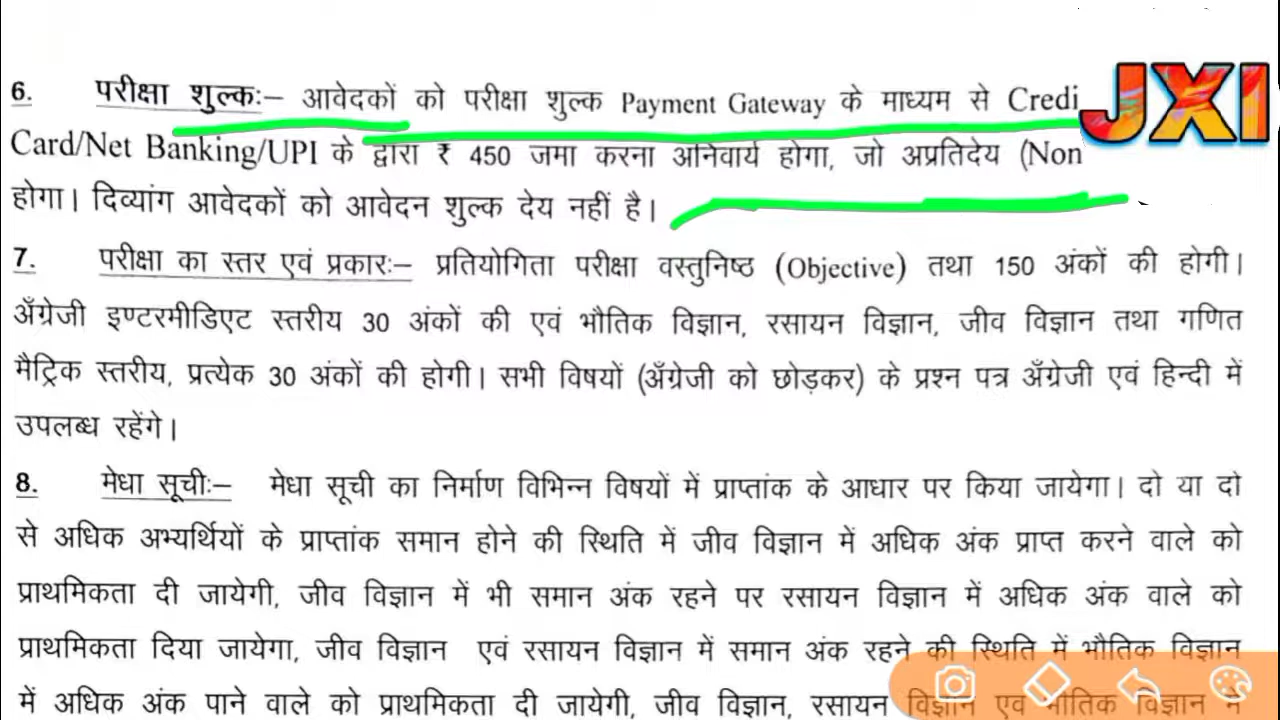 6. परीक्षा शुल्कः– आवेदकों को परीक्षा शुल्क Payment Gateway के माध्यम से Credi
JXI
Card/Net Banking/UPI के द्वारा ₹ 450 जमा करना अनिवार्य होगा, जो अप्रतिदेय (Non
होगा। दिव्यांग आवेदकों को आवेदन शुल्क देय नहीं है।
7. परीक्षा का स्तर एवं प्रकारः– प्रतियोगिता परीक्षा वस्तुनिष्ठ (Objective) तथा 150 अंकों की होगी।
अँग्रेजी इण्टरमीडिएट स्तरीय 30 अंकों की एवं भौतिक विज्ञान, रसायन विज्ञान, जीव विज्ञान तथा गणित
मैट्रिक स्तरीय, प्रत्येक 30 अंकों की होगी। सभी विषयों (अँग्रेजी को छोड़कर) के प्रश्न पत्र अँग्रेजी एवं हिन्दी में
उपलब्ध रहेंगे।
8. मेधा सूचीः– मेधा सूची का निर्माण विभिन्न विषयों में प्राप्तांक के आधार पर किया जायेगा। दो या दो
से अधिक अभ्यर्थियों के प्राप्तांक समान होने की स्थिति में जीव विज्ञान में अधिक अंक प्राप्त करने वाले को
प्राथमिकता दी जायेगी, जीव विज्ञान में भी समान अंक रहने पर रसायन विज्ञान में अधिक अंक वाले को
प्राथमिकता दिया जायेगा, जीव विज्ञान एवं रसायन विज्ञान में समान अंक रहने की स्थिति में भौतिक विज्ञान
में अधिक अंक पाने वाले को प्राथमिकता दी जायेगी, जीव विज्ञान, रसायन विज्ञान एवं भौतिक विज्ञान में